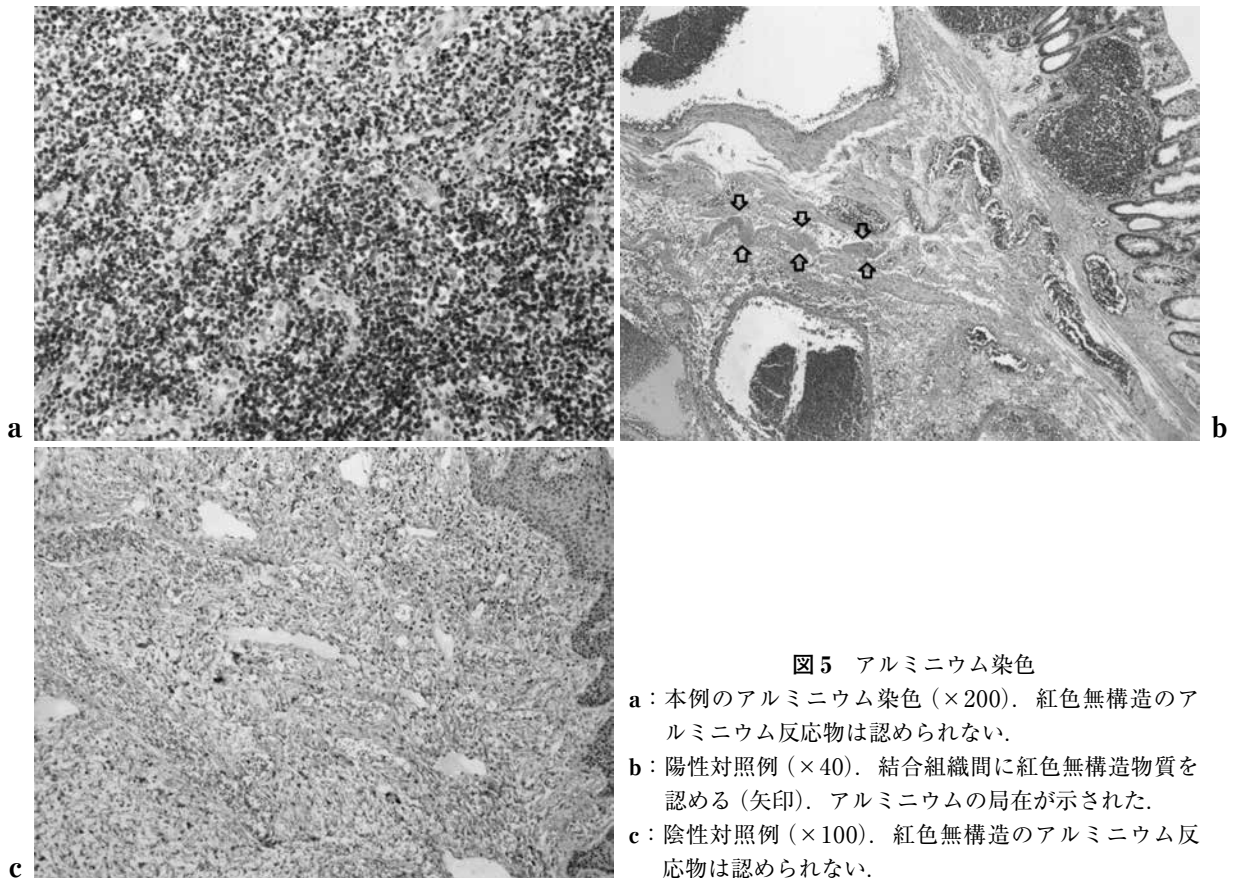 a
b
c
図5 アルミニウム染色
a:本例のアルミニウム染色(×200).紅色無構造のア
ルミニウム反応物は認められない.
b:陽性対照例(×40).結合組織間に紅色無構造物質を
認める(矢印).アルミニウムの局在が示された.
c:陰性対照例(×100).紅色無構造のアルミニウム反
応物は認められない.